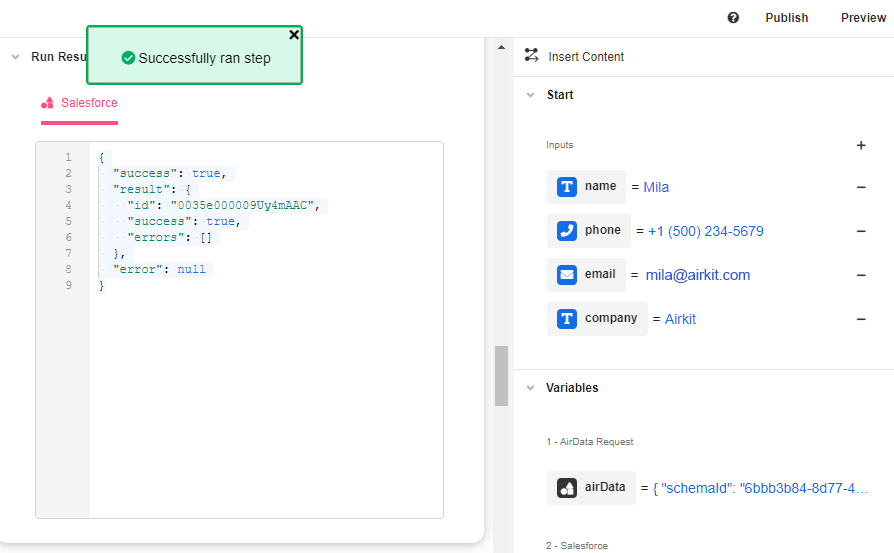 Publish
Preview
Run Resu
Successfully ran step
Salesforce
1 {
2 "success": true,
3 "result": {
4 "id": "0035e000009Uy4mAAC",
5 "success": true,
6 "errors": []
7 },
8 "error": null
9 }
Insert Content
Start
Inputs
name = Mila
phone = +1 (500) 234-5679
email = mila@airkit.com
company = Airkit
Variables
1 - AirData Request
airData = { "schemaId": "6bbb3b84-8d77-4…
2 - Salesforce